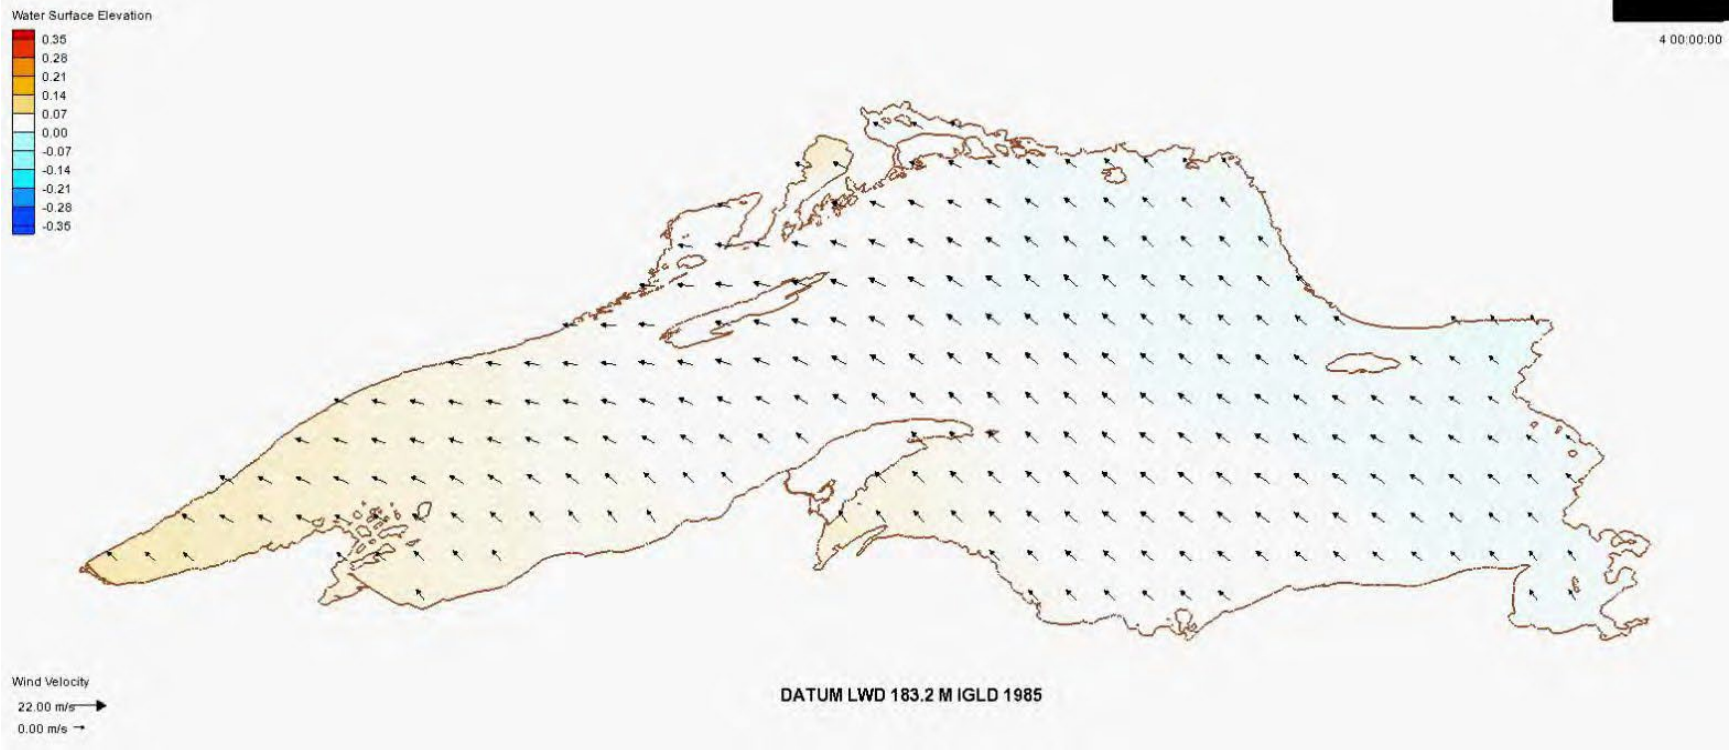 Water Surface Elevation
0.35
0.28
0.21
0.14
0.07
0.00
-0.07
-0.14
-0.21
-0.28
-0.35
4 00:00:00
Wind Velocity
22.00 m/s
0.00 m/s
DATUM LWD 183.2 M IGLD 1985